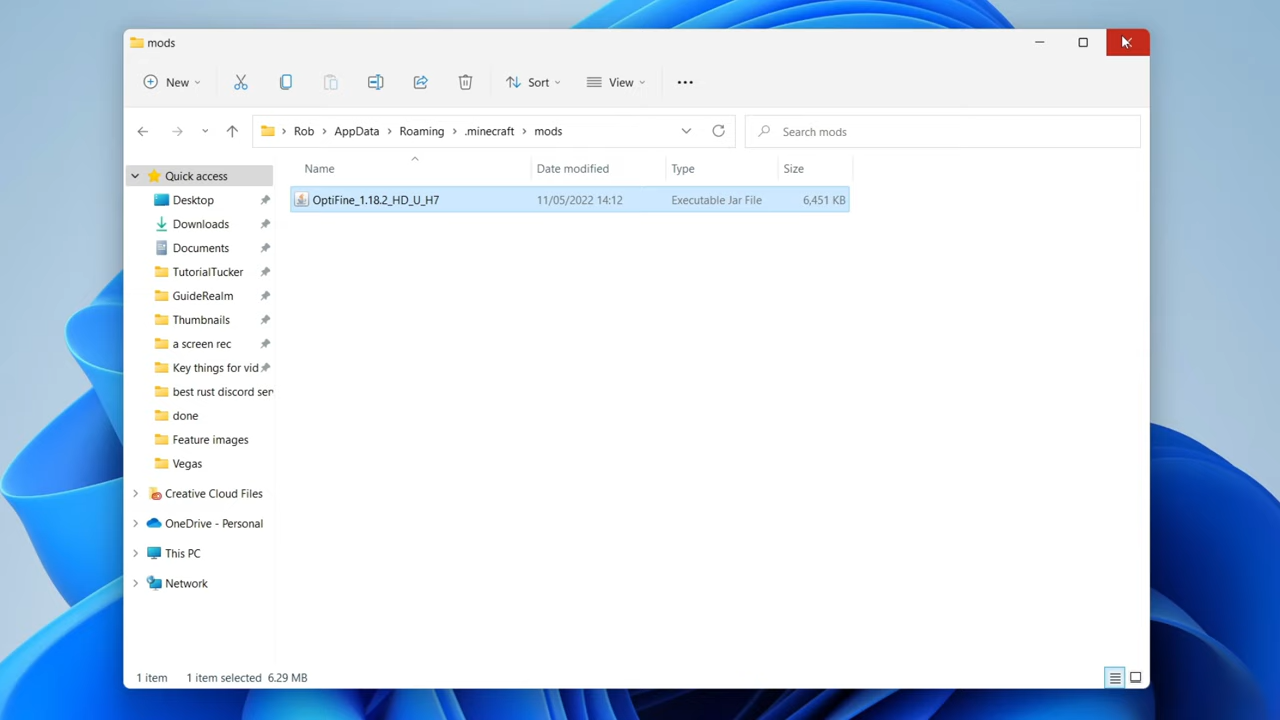 mods
New
Sort
View
Rob > AppData > Roaming > .minecraft > mods
Search mods
Name
Date modified
Type
Size
OptiFine_1.18.2_HD_U_H7
11/05/2022 14:12
Executable Jar File
6,451 KB
Quick access
Desktop
Downloads
Documents
TutorialTucker
GuideRealm
Thumbnails
a screen rec
Key things for vid
best rust discord ser
done
Feature images
Vegas
Creative Cloud Files
OneDrive - Personal
This PC
Network
1 item
1 item selected 6.29 MB